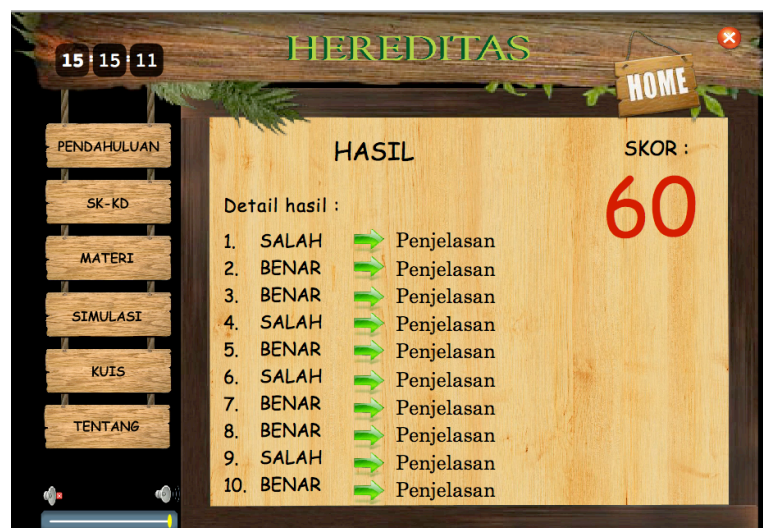 HEREDITAS
15 15 11
HOME
PENDAHULUAN
SK-KD
MATERI
SIMULASI
KUIS
TENTANG
HASIL
SKOR :
60
Detail hasil :
1. SALAH Penjelasan
2. BENAR Penjelasan
3. BENAR Penjelasan
4. SALAH Penjelasan
5. BENAR Penjelasan
6. SALAH Penjelasan
7. BENAR Penjelasan
8. BENAR Penjelasan
9. SALAH Penjelasan
10. BENAR Penjelasan